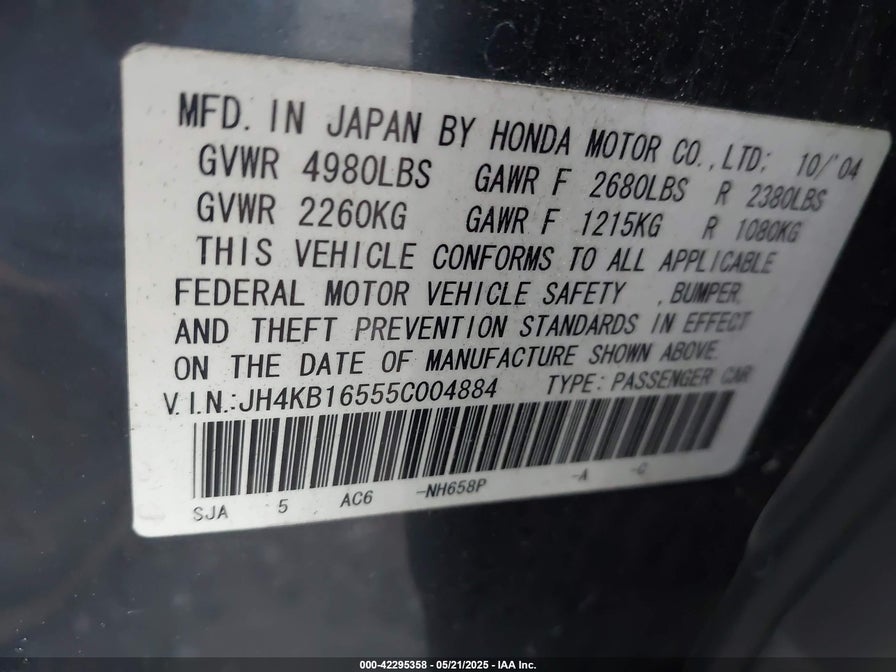 MFD. IN JAPAN BY HONDA MOTOR CO., LTD; 10/'04
GVWR 4980LBS GAWR F 2680LBS R 2380LBS
GVWR 2260KG GAWR F 1215KG R 1080KG
THIS VEHICLE CONFORMS TO ALL APPLICABLE
FEDERAL MOTOR VEHICLE SAFETY , BUMPER,
AND THEFT PREVENTION STANDARDS IN EFFECT
ON THE DATE OF MANUFACTURE SHOWN ABOVE.
V.I.N.:JH4KB16555C004884 TYPE: PASSENGER CAR
SJA 5 AC6 -NH658P -A -C
000-42295358 - 05/21/2025 - IAA Inc.